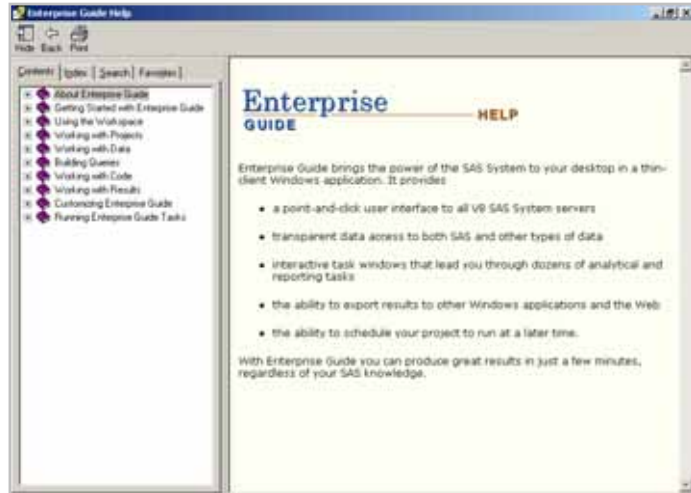 Enterprise Guide Help
Hide Back Print
Contents Index Search Favorites
About Enterprise Guide
Getting Started with Enterprise Guide
Using the Workspace
Working with Projects
Working with Data
Building Queries
Working with Code
Working with Results
Customizing Enterprise Guide
Running Enterprise Guide Tasks
Enterprise
GUIDE
HELP
Enterprise Guide brings the power of the SAS System to your desktop in a thin-
client Windows application. It provides
• a point-and-click user interface to all V8 SAS System servers
• transparent data access to both SAS and other types of data
• interactive task windows that lead you through dozens of analytical and
reporting tasks
• the ability to export results to other Windows applications and the Web
• the ability to schedule your project to run at a later time.
With Enterprise Guide you can produce great results in just a few minutes,
regardless of your SAS knowledge.